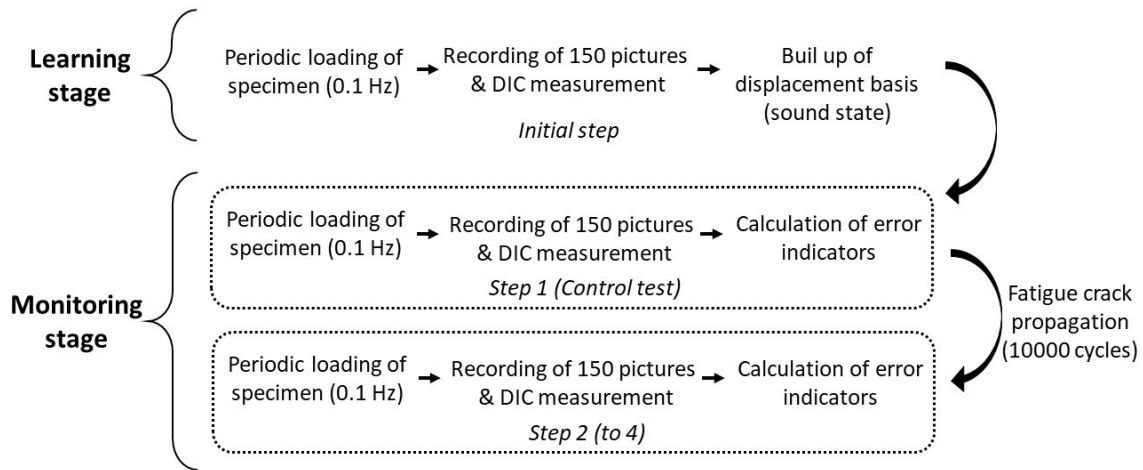 Learning
stage
Periodic loading of
specimen (0.1 Hz)
Recording of 150 pictures
& DIC measurement
Buil up of
displacement basis
(sound state)
Initial step
Monitoring
stage
Periodic loading of
specimen (0.1 Hz)
Recording of 150 pictures
& DIC measurement
Calculation of error
indicators
Step 1 (Control test)
Fatigue crack
propagation
(10000 cycles)
Periodic loading of
specimen (0.1 Hz)
Recording of 150 pictures
& DIC measurement
Calculation of error
indicators
Step 2 (to 4)